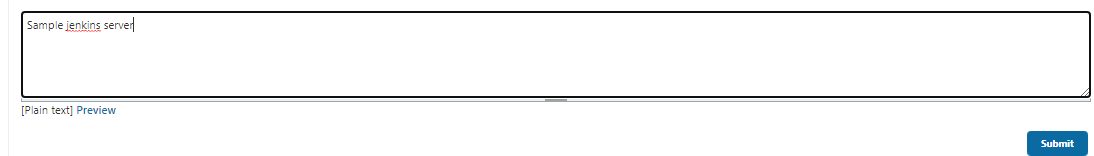 Sample jenkins server
[Plain text] Preview
Submit